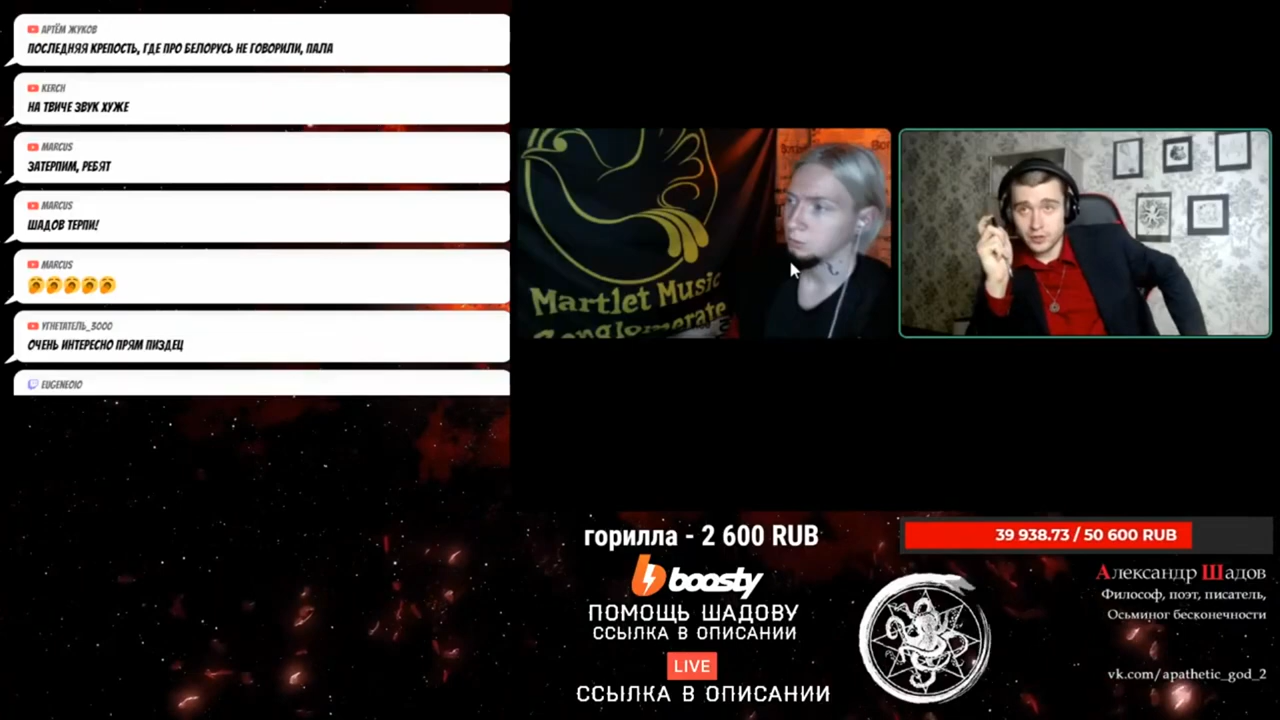 АРТЁМ ЖУКОВ
ПОСЛЕДНЯЯ КРЕПОСТЬ, ГДЕ ПРО БЕЛОРУСЬ НЕ ГОВОРИЛИ, ПАЛА
KERCH
НА ТВИЧЕ ЗВУК ХУЖЕ
MARCUS
ЗАТЕРПИМ, РЕБЯТ
MARCUS
ШАДОВ ТЕРПИ!
MARCUS
УГНЕТАТЕЛЬ_3000
ОЧЕНЬ ИНТЕРЕСНО ПРЯМ ПИЗДЕЦ
EUGENE010
Martlet Music
Conglomerate
горилла - 2 600 RUB
boosty
ПОМОЩЬ ШАДОВУ
ССЫЛКА В ОПИСАНИИ
LIVE
ССЫЛКА В ОПИСАНИИ
39 938.73 / 50 600 RUB
Александр Шадов
Философ, поэт, писатель,
Осьминог бесконечности
vk.com/apathetic_god_2